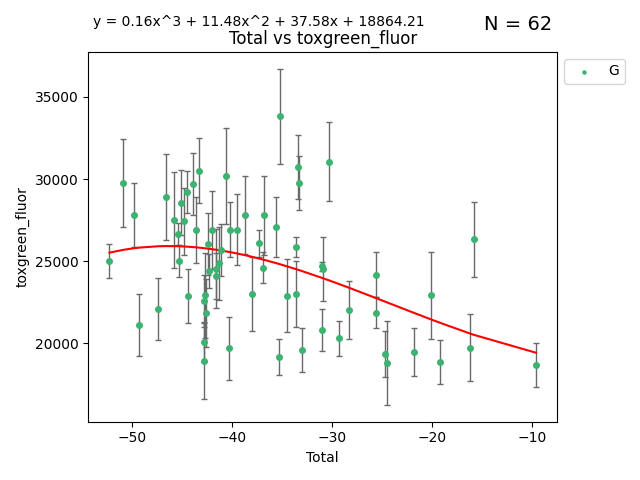 y = 0.16x^3 + 11.48x^2 + 37.58x + 18864.21
N = 62
Total vs toxgreen_fluor
G
35000
30000
25000
20000
toxgreen_fluor
−50 −40 −30 −20 −10
Total